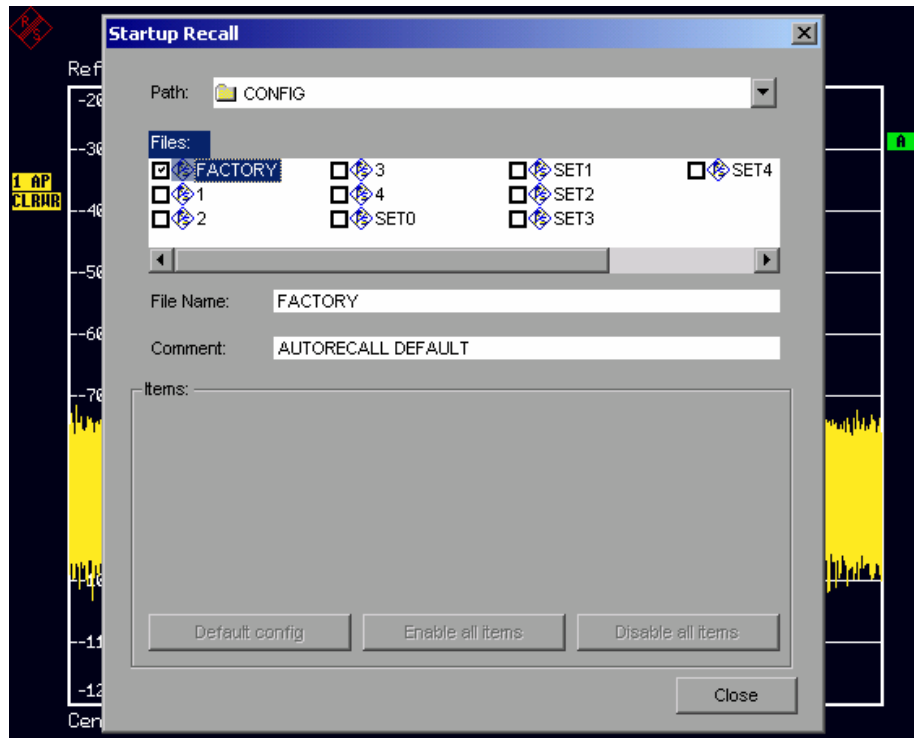 R
S
Startup Recall
Ref
Path: CONFIG
-20
Files:
--30
A
FACTORY 3 SET1 SET4
1 AP
CLRWR
1 4 SET2
--40
2 SET0 SET3
--50
File Name: FACTORY
--60
Comment: AUTORECALL DEFAULT
--70
Items:
Default config Enable all items Disable all items
--11
-12
Close
Cen